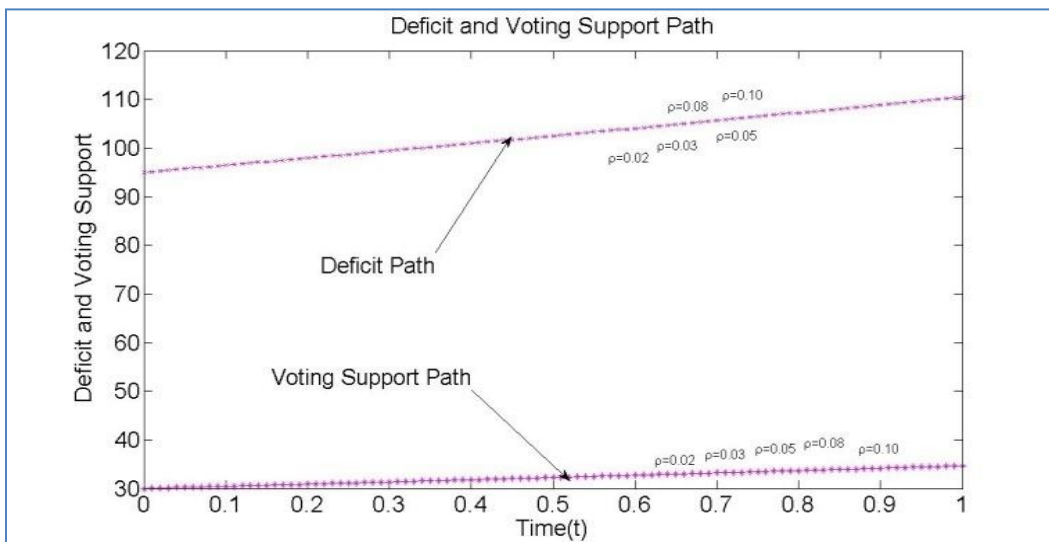 Deficit and Voting Support Path
120
110
100
90
80
70
60
50
40
30
Deficit and Voting Support
ρ=0.08 ρ=0.10
ρ=0.02 ρ=0.03 ρ=0.05
Deficit Path
Voting Support Path
ρ=0.02 ρ=0.03 ρ=0.05 ρ=0.08 ρ=0.10
0 0.1 0.2 0.3 0.4 0.5 0.6 0.7 0.8 0.9 1
Time(t)